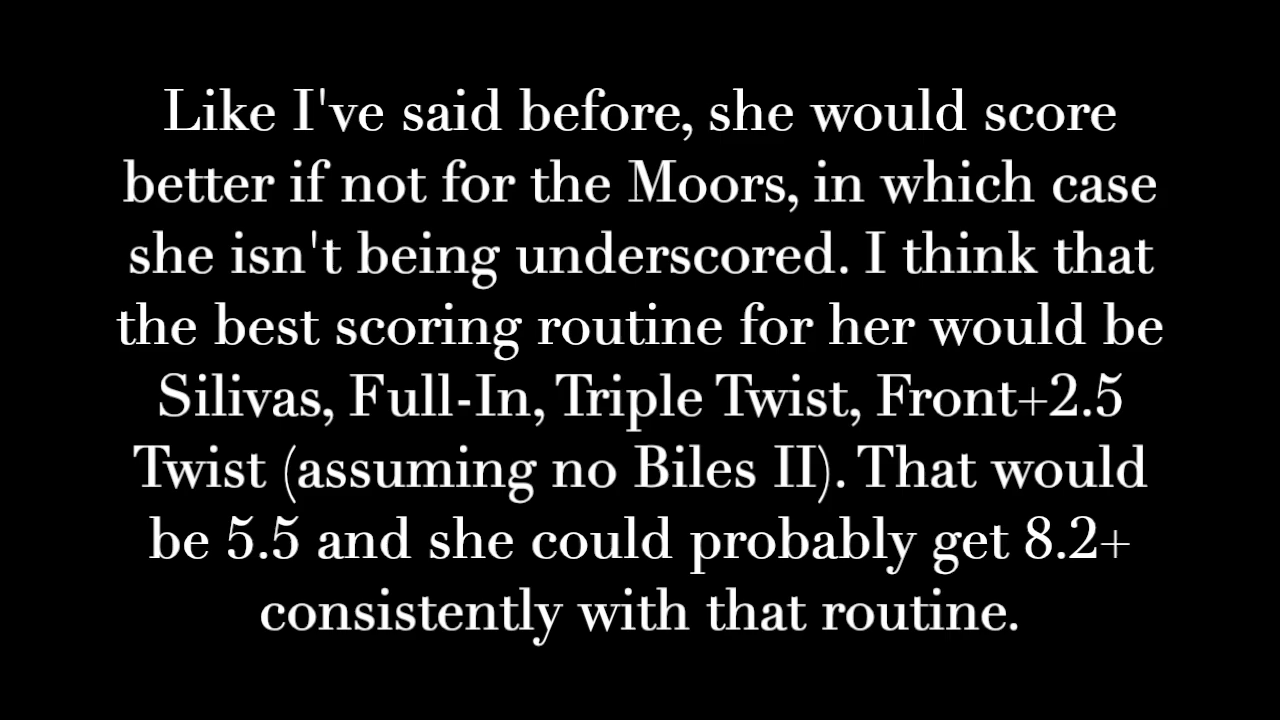 Like I've said before, she would score
better if not for the Moors, in which case
she isn't being underscored. I think that
the best scoring routine for her would be
Silivas, Full-In, Triple Twist, Front+2.5
Twist (assuming no Biles II). That would
be 5.5 and she could probably get 8.2+
consistently with that routine.